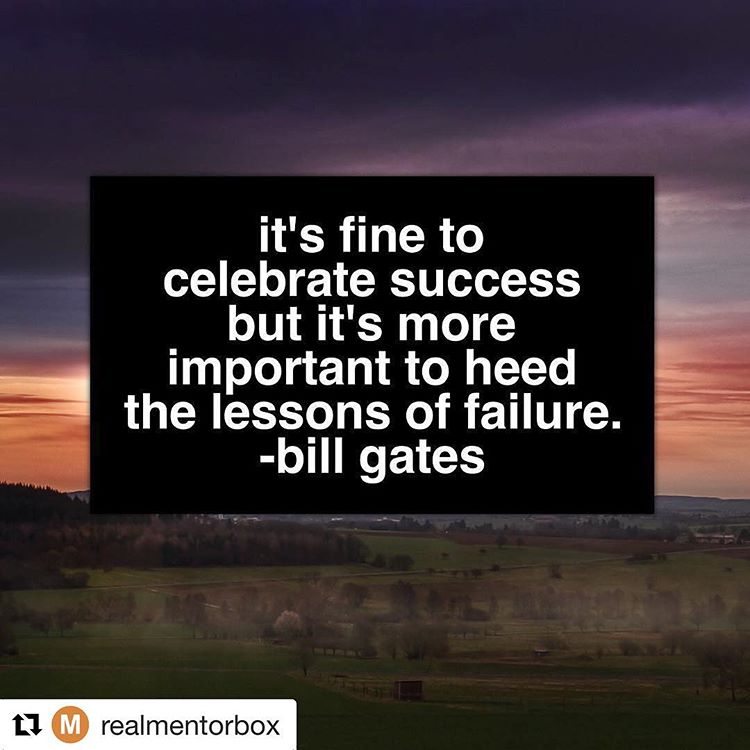 it's fine to
celebrate success
but it's more
important to heed
the lessons of failure.
-bill gates
M realmentorbox